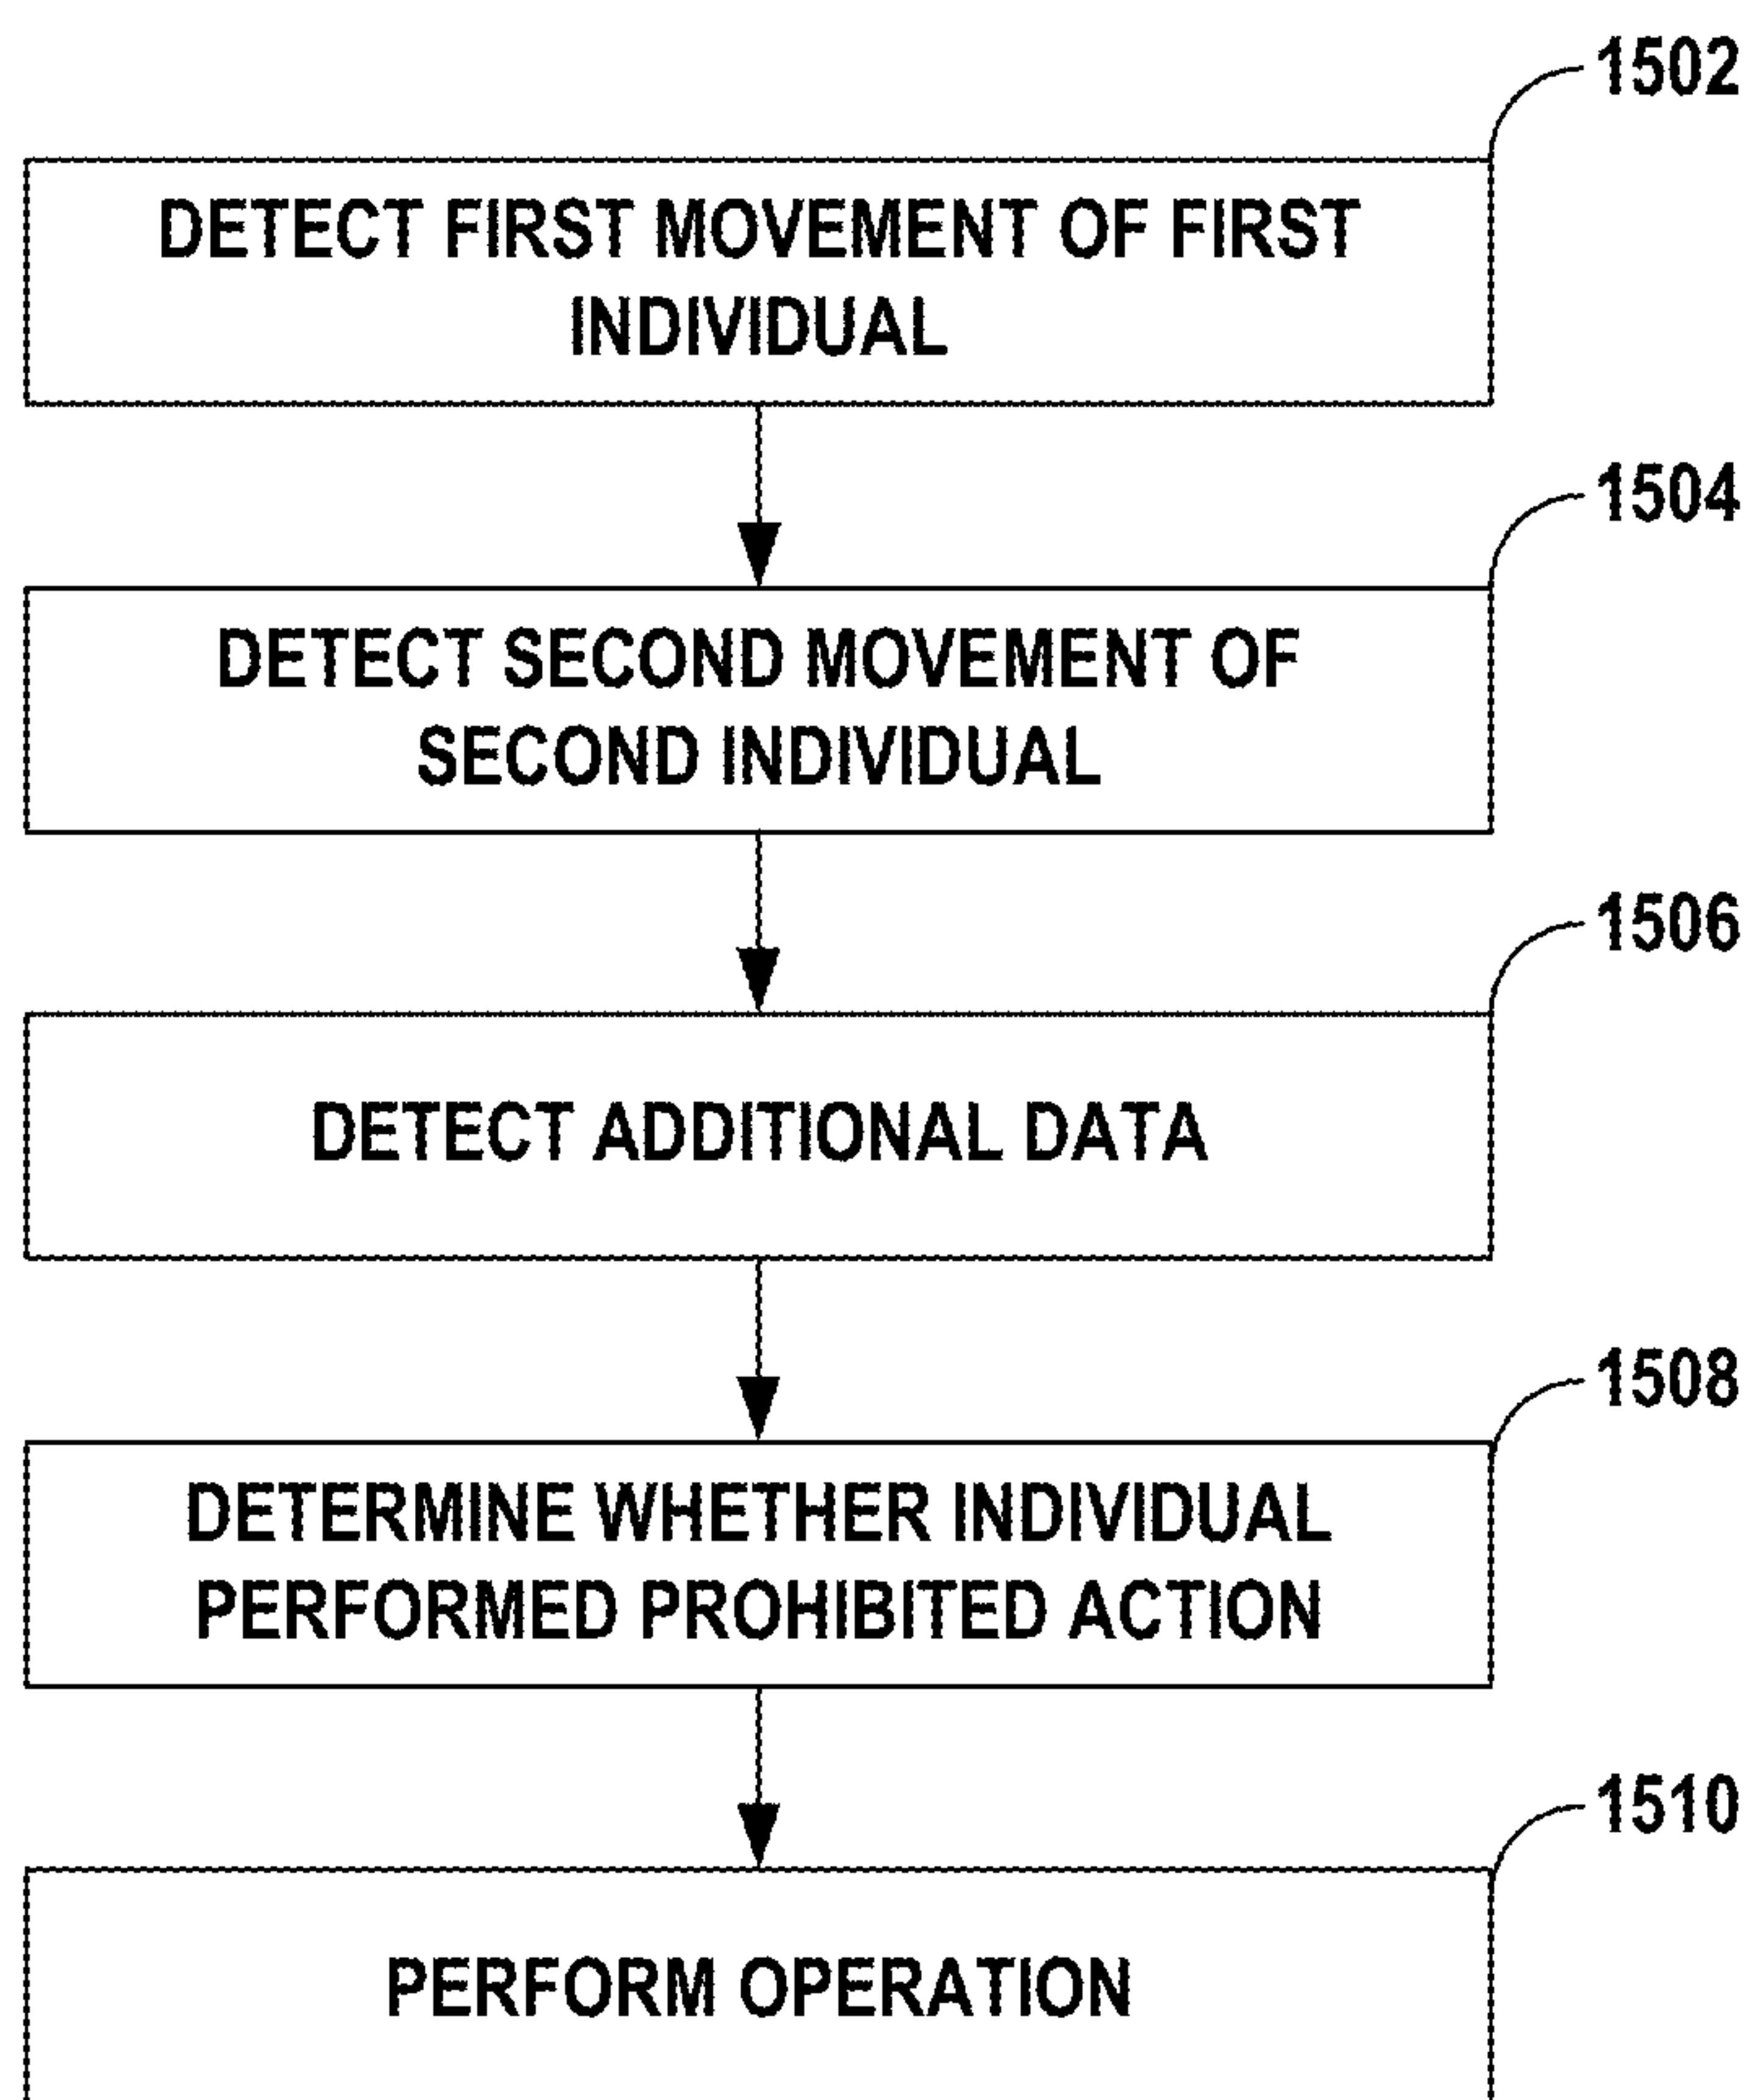 1502
DETECT FIRST MOVEMENT OF FIRST
INDIVIDUAL
1504
DETECT SECOND MOVEMENT OF
SECOND INDIVIDUAL
1506
DETECT ADDITIONAL DATA
1508
DETERMINE WHETHER INDIVIDUAL
PERFORMED PROHIBITED ACTION
1510
PERFORM OPERATION